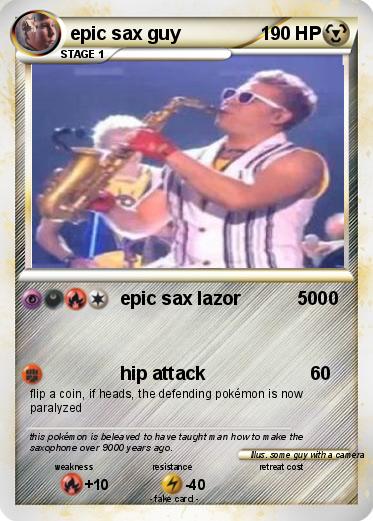 epic sax guy 190 HP
STAGE 1
epic sax lazor 5000
hip attack 60
flip a coin, if heads, the defending pokémon is now
paralyzed
this pokémon is beleaved to have taught man how to make the
saxophone over 9000 years ago.
Illus. some guy with a camera
weakness resistance retreat cost
+10 -40
- fake card -